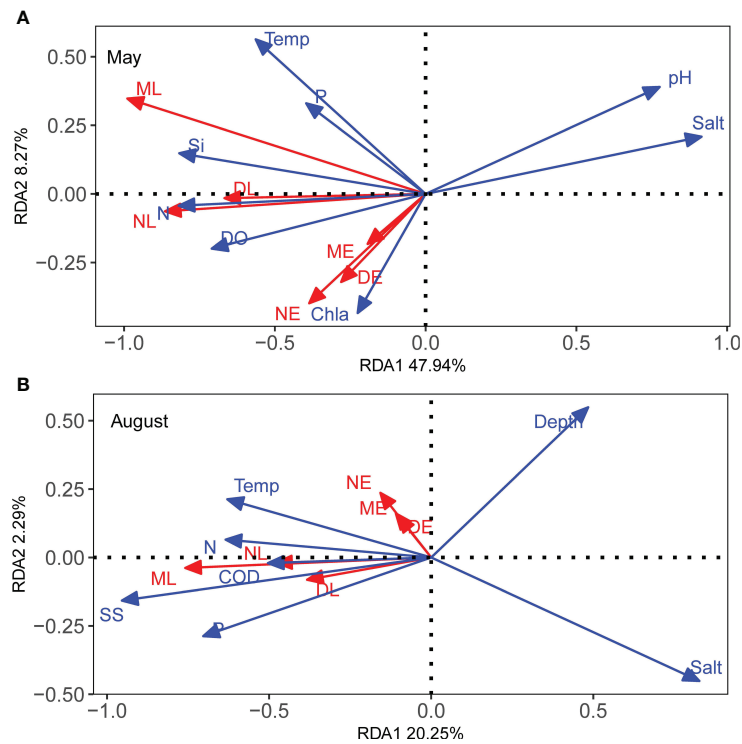 A
May
Temp
ML
P
pH
Si
Salt
DL
N
NL
DO
ME
DE
NE
Chla
0.50
0.25
0.00
−0.25
RDA2 8.27%
−1.0 −0.5 0.0 0.5 1.0
RDA1 47.94%
B
August
Depth
Temp
NE
ME
DE
N
NL
COD
ML
DL
SS
P
Salt
0.50
0.25
0.00
−0.25
−0.50
RDA2 2.29%
−1.0 −0.5 0.0 0.5
RDA1 20.25%